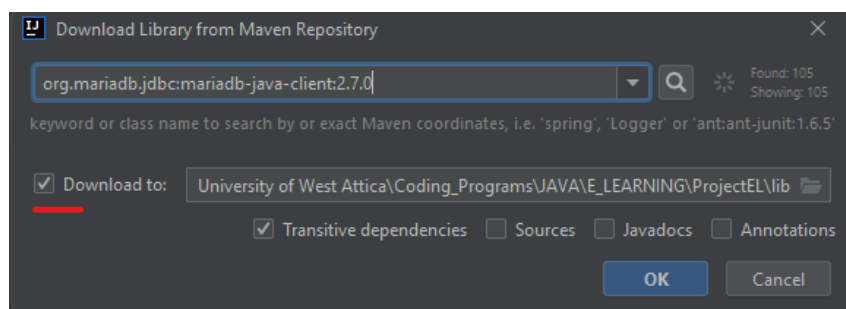 IJ Download Library from Maven Repository
org.mariadb.jdbc:mariadb-java-client:2.7.0
Found: 105
Showing: 105
keyword or class name to search by or exact Maven coordinates, i.e. 'spring', 'Logger' or 'ant:ant-junit:1.6.5'
Download to: University of West Attica\Coding_Programs\JAVA\E_LEARNING\ProjectEL\lib
Transitive dependencies Sources Javadocs Annotations
OK Cancel